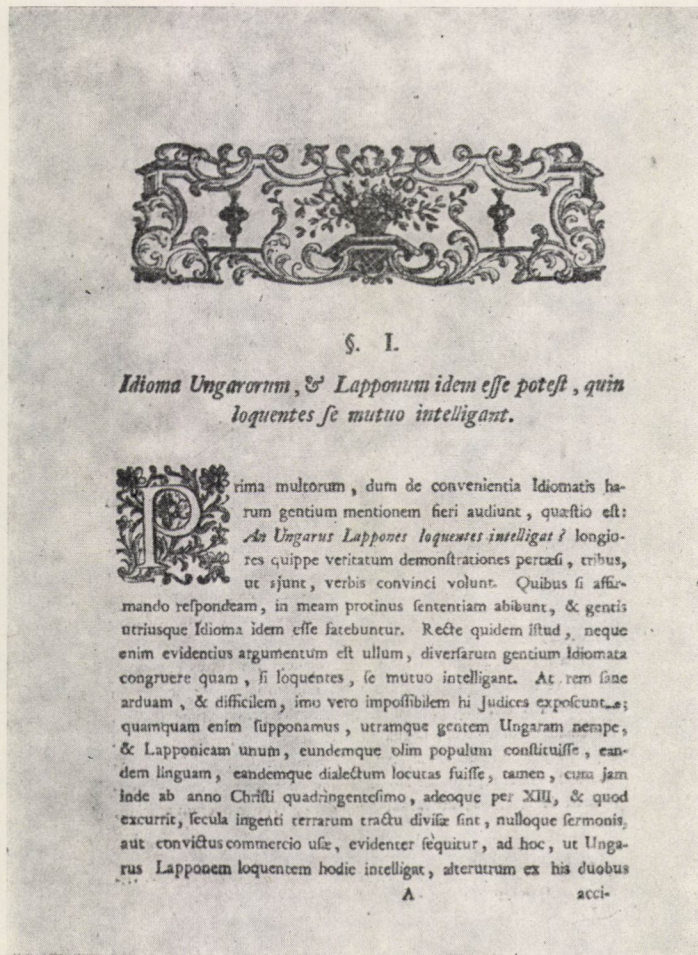 §. I.
Idioma Ungarorum, & Lapponum idem eſſe poteſt, quin
loquentes ſe mutuo intelligant.
Prima multorum, dum de convenientia Idiomatis ha-
rum gentium mentionem fieri audiunt, quæſtio eſt:
An Ungarus Lappones loquentes intelligat? longio-
res quippe veritatum demonſtrationes pertæſi, tribus,
ut ajunt, verbis convinci volunt. Quibus ſi affir-
mando reſpondeam, in meam protinus ſententiam abibunt, & gentis
utriusque Idioma idem eſſe fatebuntur. Recte quidem iſtud, neque
enim evidentius argumentum eſt ullum, diverſarum gentium Idiomata
congruere quam, ſi loquentes, ſe mutuo intelligant. At rem ſane
arduam, & difficilem, imo vero impoſſibilem hi Judices expoſcunt;
quamquam enim ſupponamus, utramque gentem Ungaram nempe,
& Lapponicam unum, eundemque olim populum conſtituiſſe, ean-
dem linguam, eandemque dialectum locutas fuiſſe, tamen, cum jam
inde ab anno Chriſti quadringenteſimo, adeoque per XIII, & quod
excurrit, ſecula ingenti terrarum tractu diviſæ ſint, nulloque ſermonis,
aut convictus commercio uſæ, evidenter ſequitur, ad hoc, ut Unga-
rus Lapponem loquentem hodie intelligat, alterutrum ex his duobus
A acci-